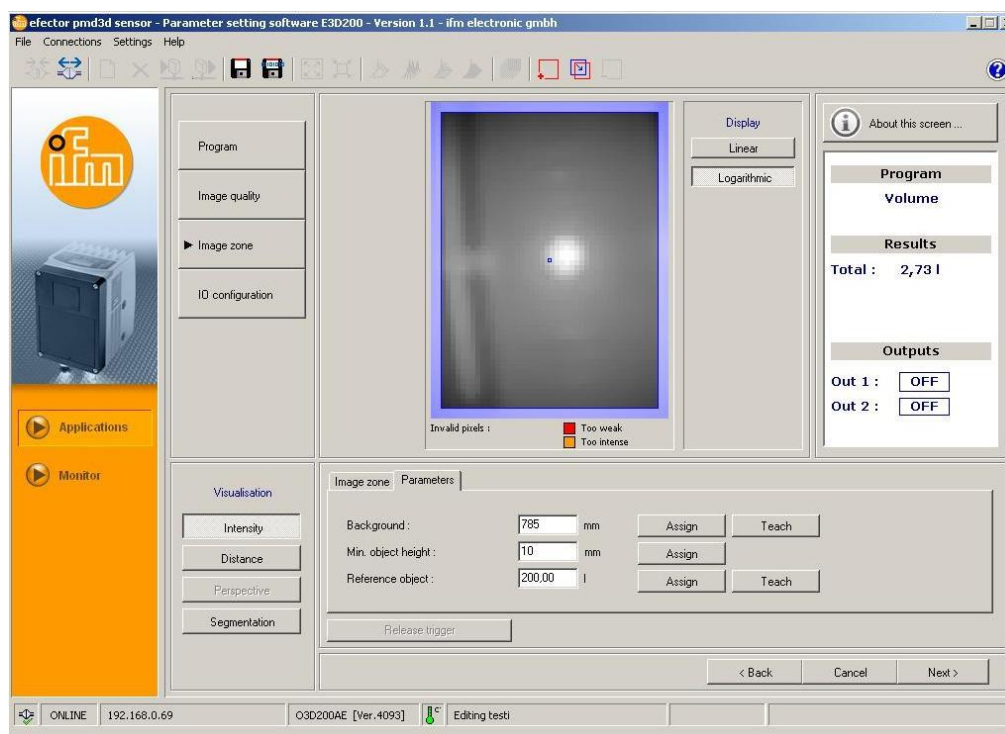 efector pmd3d sensor - Parameter setting software E3D200 - Version 1.1 - ifm electronic gmbh
File Connections Settings Help
ifm
Applications
Monitor
Program
Image quality
Image zone
IO configuration
Invalid pixels :
Too weak
Too intense
Display
Linear
Logarithmic
About this screen ...
Program
Volume
Results
Total : 2,73 l
Outputs
Out 1 : OFF
Out 2 : OFF
Visualisation
Intensity
Distance
Perspective
Segmentation
Image zone Parameters
Background : 785 mm Assign Teach
Min. object height : 10 mm Assign
Reference object : 200,00 l Assign Teach
Release trigger
< Back Cancel Next >
ONLINE 192.168.0.69 O3D200AE [Ver.4093] C Editing testi